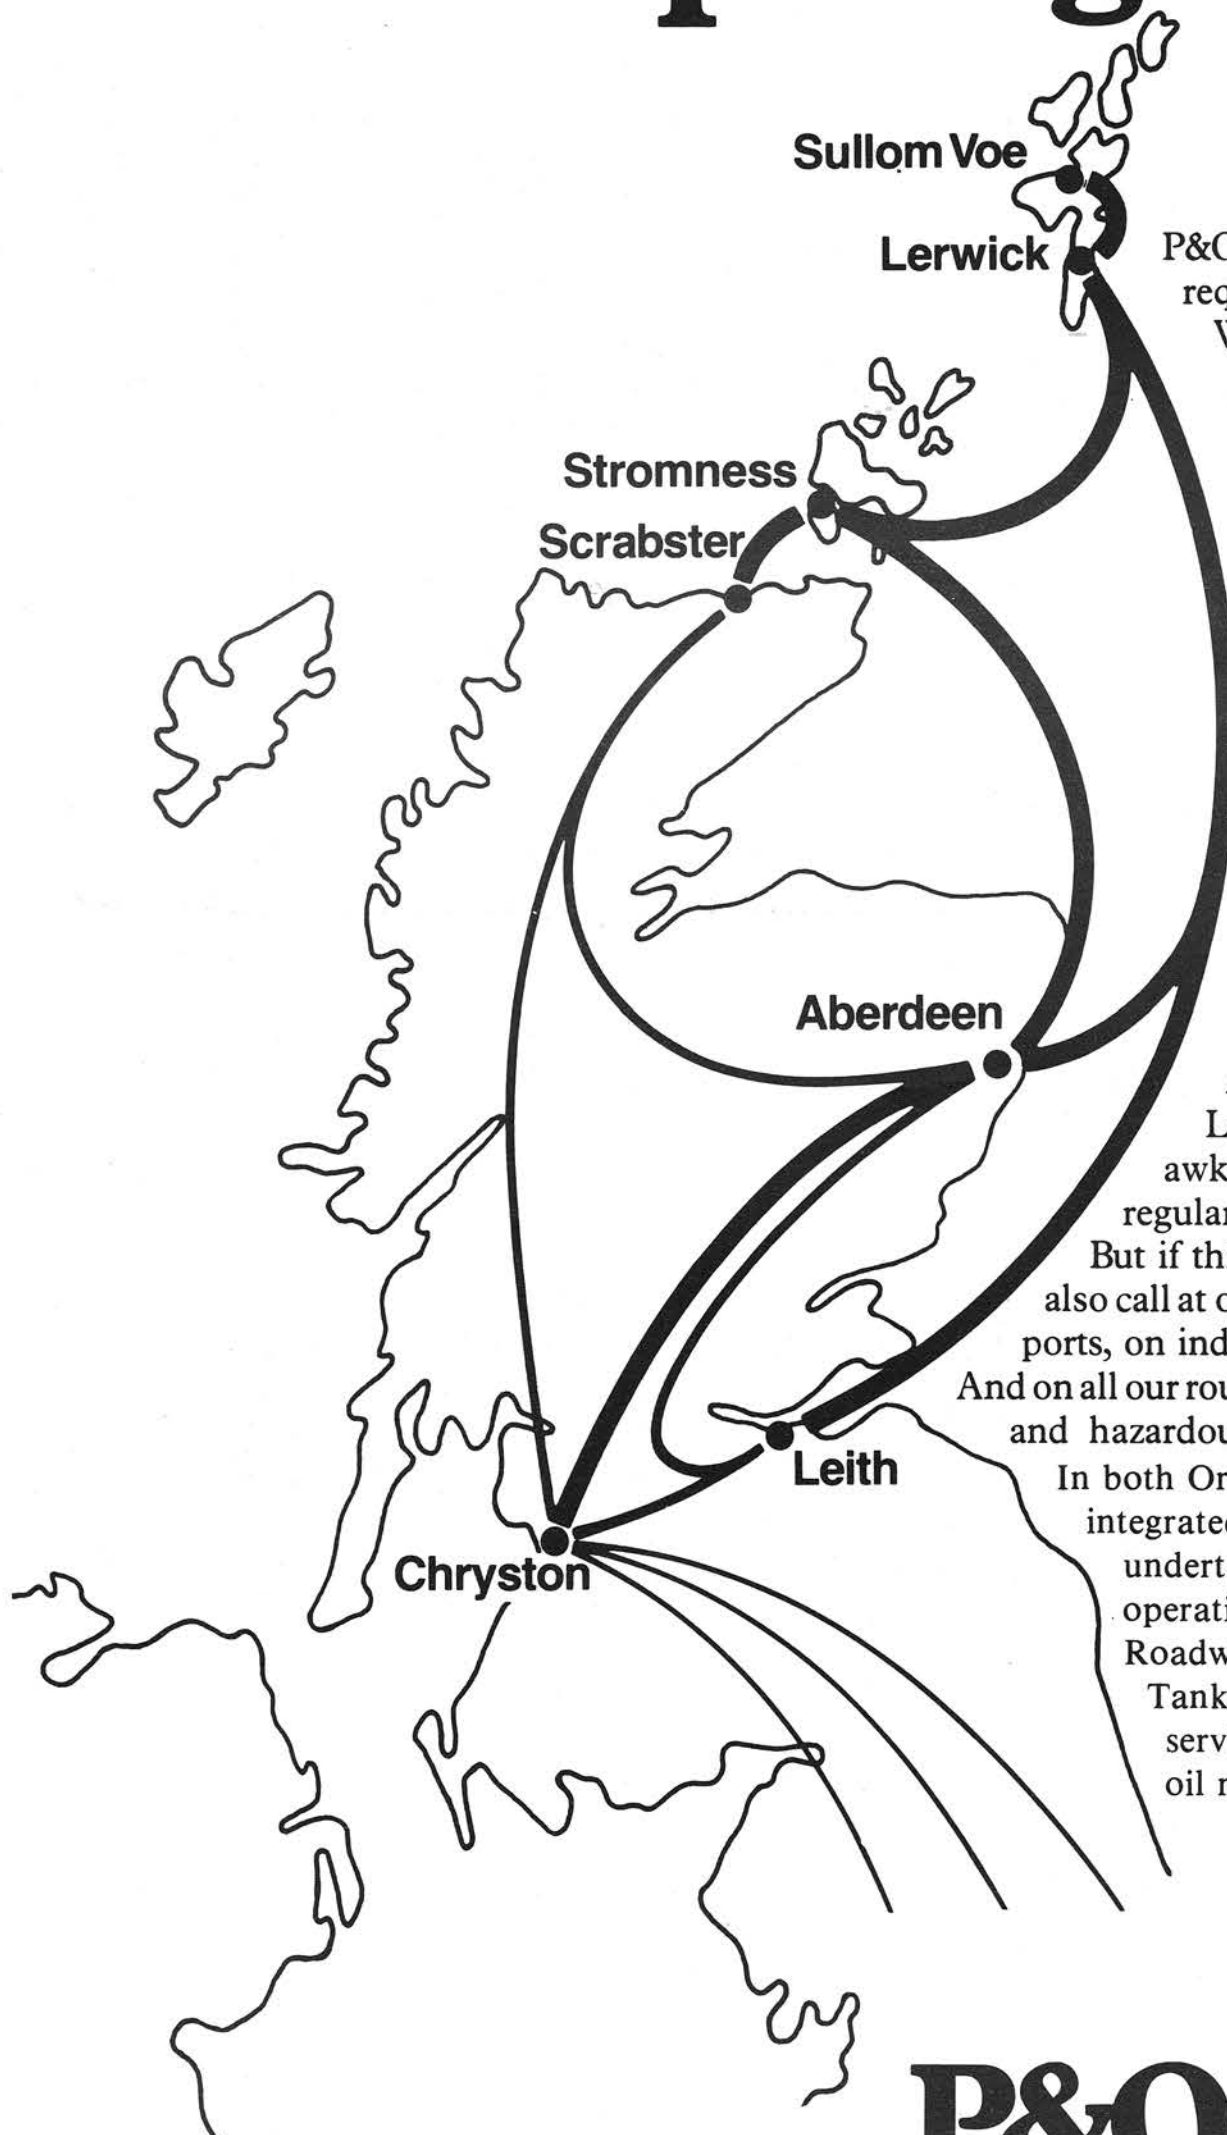 Sullom Voe
Lerwick
Stromness
Scrabster
Aberdeen
Leith
Chryston
P&O
req
L
awk
regular
But if th
also call at o
ports, on ind
And on all our rou
and hazardou
In both Or
integrated
undert
operati
Roadw
Tank
serv
oil
P&O